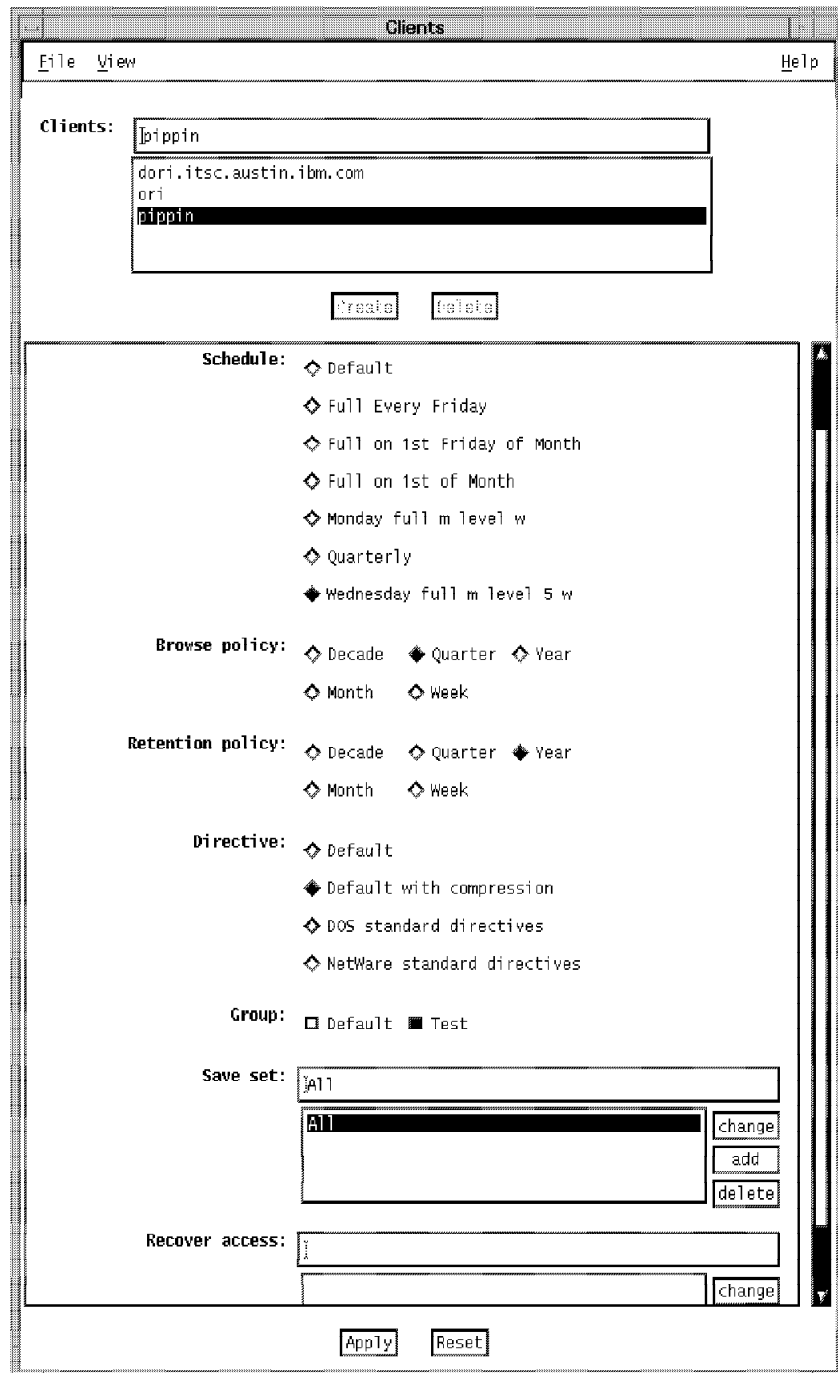 Clients
File View Help
Clients: pippin
dori.itsc.austin.ibm.com
ori
pippin
Create Delete
Schedule: Default
Full Every Friday
Full on 1st Friday of Month
Full on 1st of Month
Monday full m level w
Quarterly
Wednesday full m level 5 w
Browse policy: Decade Quarter Year
Month Week
Retention policy: Decade Quarter Year
Month Week
Directive: Default
Default with compression
DOS standard directives
NetWare standard directives
Group: Default Test
Save set: All
All change
add
delete
Recover access:
change
Apply Reset